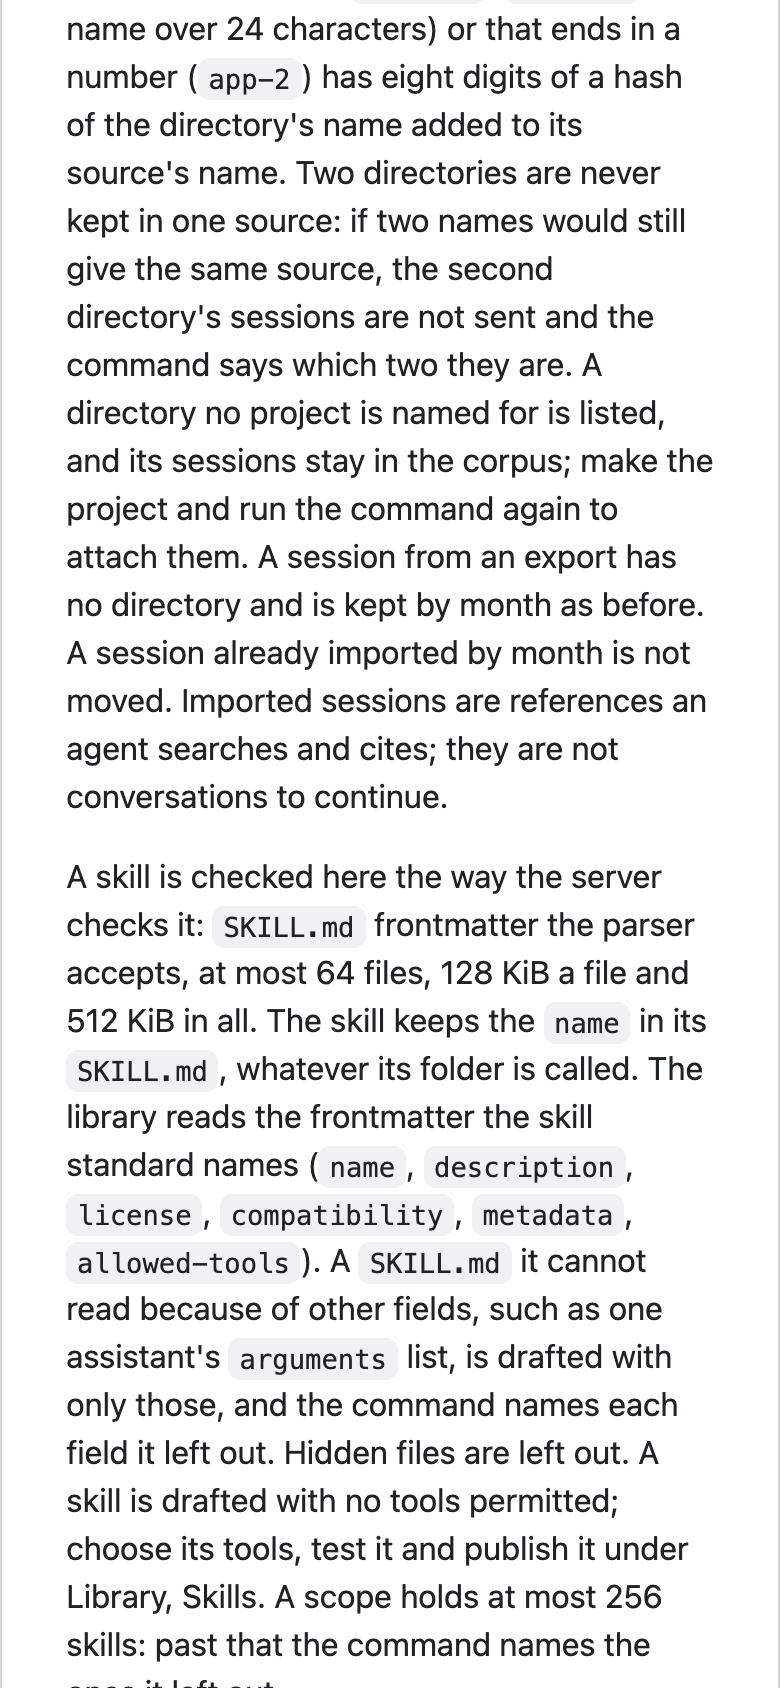 name over 24 characters) or that ends in a
number (app-2) has eight digits of a hash
of the directory's name added to its
source's name. Two directories are never
kept in one source: if two names would still
give the same source, the second
directory's sessions are not sent and the
command says which two they are. A
directory no project is named for is listed,
and its sessions stay in the corpus; make the
project and run the command again to
attach them. A session from an export has
no directory and is kept by month as before.
A session already imported by month is not
moved. Imported sessions are references an
agent searches and cites; they are not
conversations to continue.
A skill is checked here the way the server
checks it: SKILL.md frontmatter the parser
accepts, at most 64 files, 128 KiB a file and
512 KiB in all. The skill keeps the name in its
SKILL.md, whatever its folder is called. The
library reads the frontmatter the skill
standard names (name, description,
license, compatibility, metadata,
allowed-tools). A SKILL.md it cannot
read because of other fields, such as one
assistant's arguments list, is drafted with
only those, and the command names each
field it left out. Hidden files are left out. A
skill is drafted with no tools permitted;
choose its tools, test it and publish it under
Library, Skills. A scope holds at most 256
skills: past that the command names the
ones it left out.